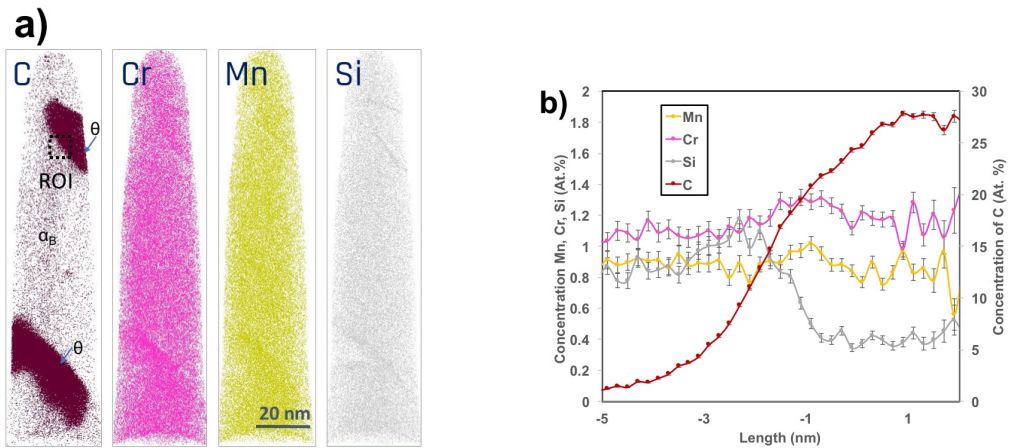 a)
C
Cr
Mn
Si
θ
ROI
αB
θ
20 nm
b)
Concentration Mn, Cr, Si (At.%)
2
1.8
1.6
1.4
1.2
1
0.8
0.6
0.4
0.2
0
Mn
Cr
Si
C
30
25
20
15
10
5
0
Concentration of C (At. %)
-5
-3
-1
1
Length (nm)